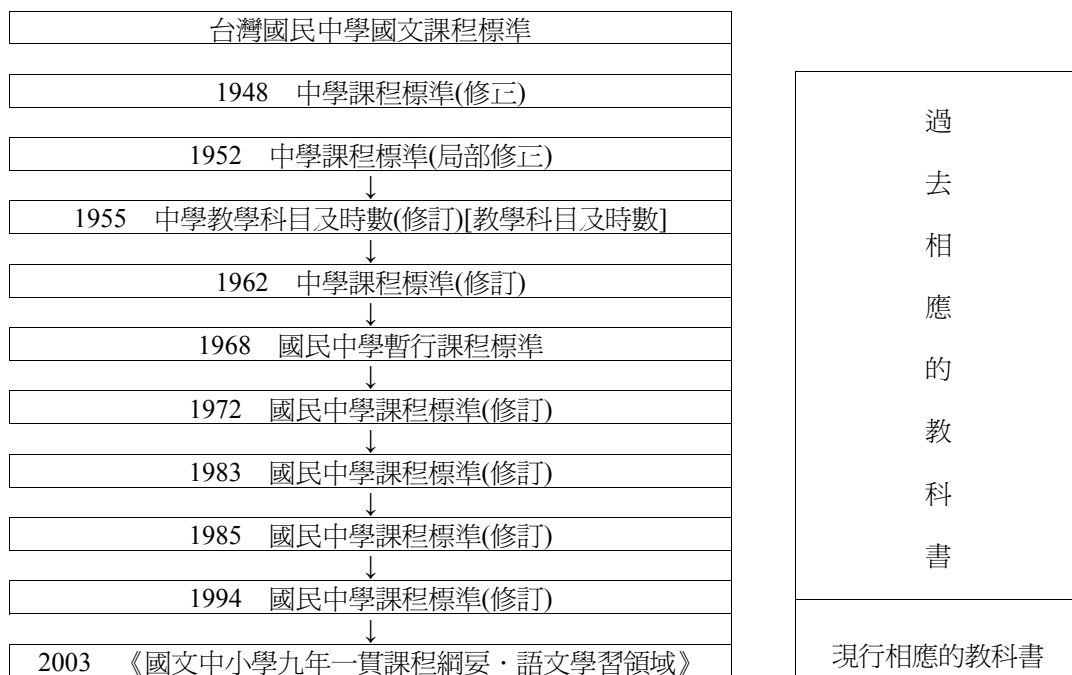 台灣國民中學國文課程標準
1948 中學課程標準(修正)
1952 中學課程標準(局部修正)
↓
1955 中學教學科目及時數(修訂)[教學科目及時數]
↓
1962 中學課程標準(修訂)
↓
1968 國民中學暫行課程標準
↓
1972 國民中學課程標準(修訂)
↓
1983 國民中學課程標準(修訂)
↓
1985 國民中學課程標準(修訂)
↓
1994 國民中學課程標準(修訂)
↓
2003 《國文中小學九年一貫課程綱要．語文學習領域》
過
去
相
應
的
教
科
書
現行相應的教科書